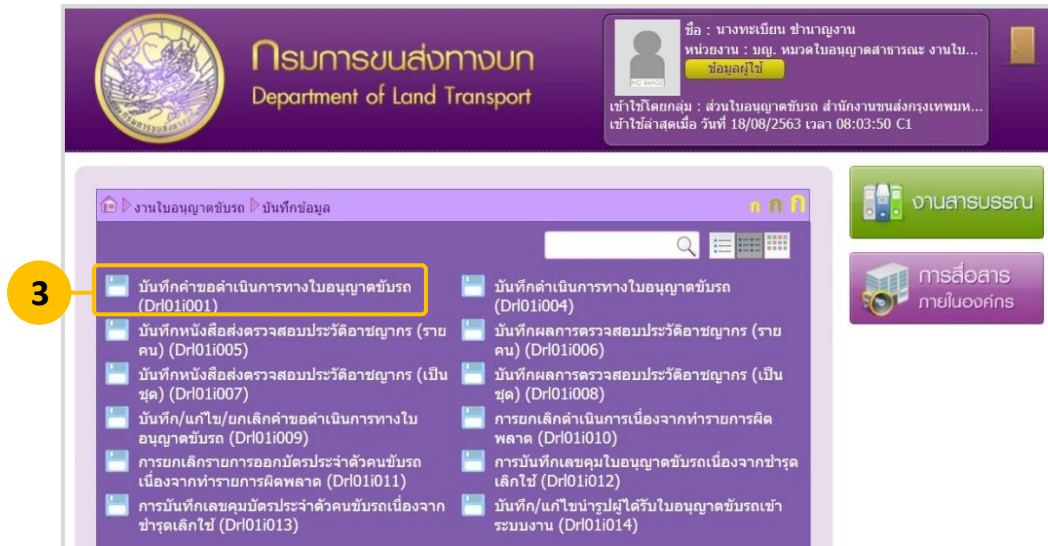 กรมการขนส่งทางบก
Department of Land Transport
ชื่อ : นางทะเบียน ชำนาญงาน
หน่วยงาน : บญ. หมวดใบอนุญาตสาธารณะ งานใบ...
ข้อมูลผู้ใช้
เข้าใช้โดยกลุ่ม : ส่วนใบอนุญาตขับรถ สำนักงานขนส่งกรุงเทพมห...
เข้าใช้ล่าสุดเมื่อ วันที่ 18/08/2563 เวลา 08:03:50 C1
งานใบอนุญาตขับรถ บันทึกข้อมูล
ก ก ก
งานสารบรรณ
การสื่อสาร
ภายในองค์กร
3
บันทึกคำขอดำเนินการทางใบอนุญาตขับรถ
(Drl01i001)
บันทึกดำเนินการทางใบอนุญาตขับรถ
(Drl01i004)
บันทึกหนังสือส่งตรวจสอบประวัติอาชญากร (ราย
คน) (Drl01i005)
บันทึกผลการตรวจสอบประวัติอาชญากร (ราย
คน) (Drl01i006)
บันทึกหนังสือส่งตรวจสอบประวัติอาชญากร (เป็น
ชุด) (Drl01i007)
บันทึกผลการตรวจสอบประวัติอาชญากร (เป็น
ชุด) (Drl01i008)
บันทึก/แก้ไข/ยกเลิกคำขอดำเนินการทางใบ
อนุญาตขับรถ (Drl01i009)
การยกเลิกดำเนินการเนื่องจากทำรายการผิด
พลาด (Drl01i010)
การยกเลิกรายการออกบัตรประจำตัวคนขับรถ
เนื่องจากทำรายการผิดพลาด (Drl01i011)
การบันทึกเลขคุมใบอนุญาตขับรถเนื่องจากชำรุด
เลิกใช้ (Drl01i012)
การบันทึกเลขคุมบัตรประจำตัวคนขับรถเนื่องจาก
ชำรุดเลิกใช้ (Drl01i013)
บันทึก/แก้ไขนำรูปผู้ได้รับใบอนุญาตขับรถเข้า
ระบบงาน (Drl01i014)